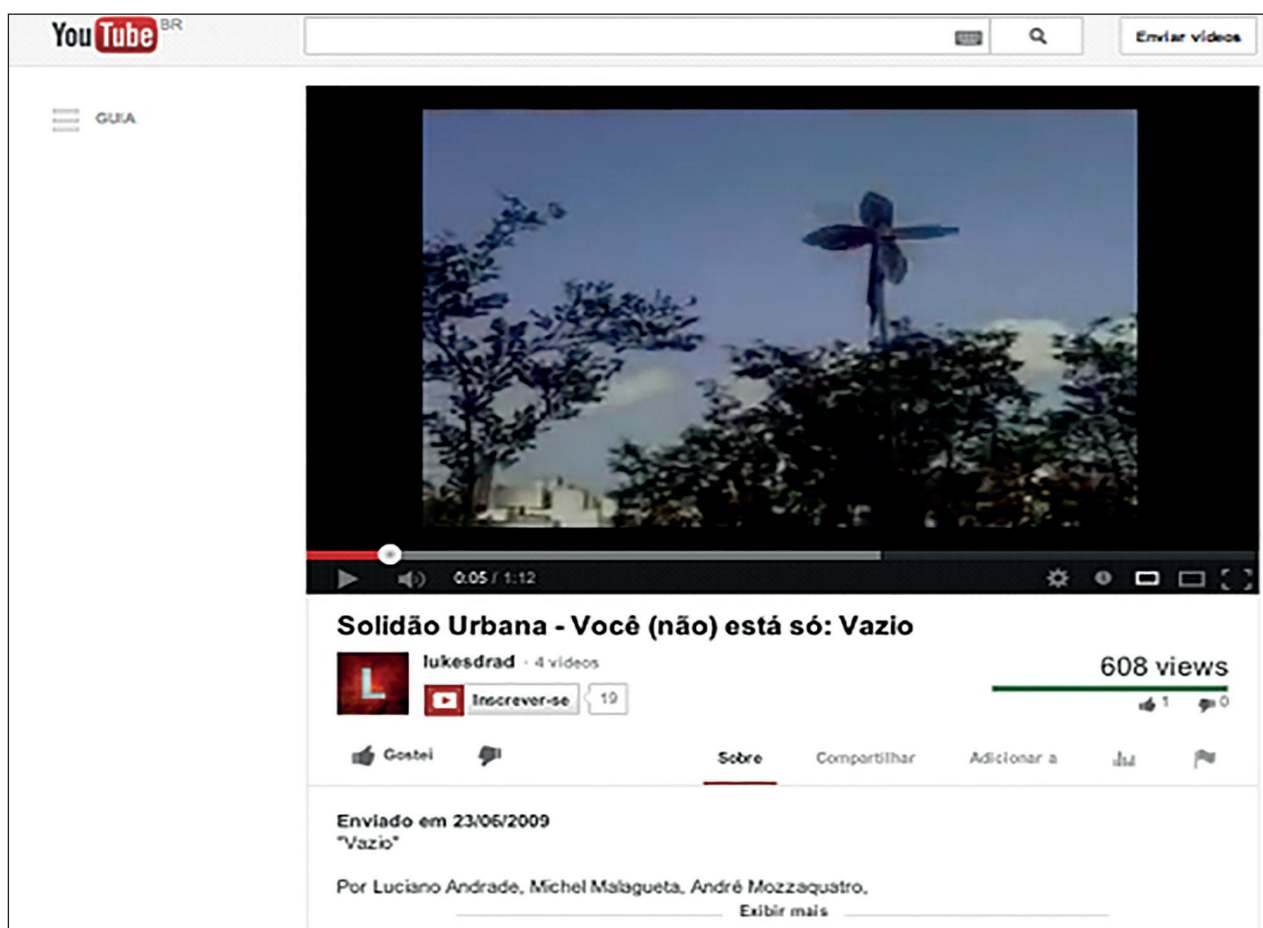 YouTube BR
Enviar vídeos
GUIA
0:05 / 1:12
Solidão Urbana - Você (não) está só: Vazio
L
lukesdrad · 4 vídeos
Inscrever-se 19
608 views
1 0
Gostei
Sobre Compartilhar Adicionar a
Enviado em 23/06/2009
"Vazio"
Por Luciano Andrade, Michel Malagueta, André Mozzaquatro,
Exibir mais